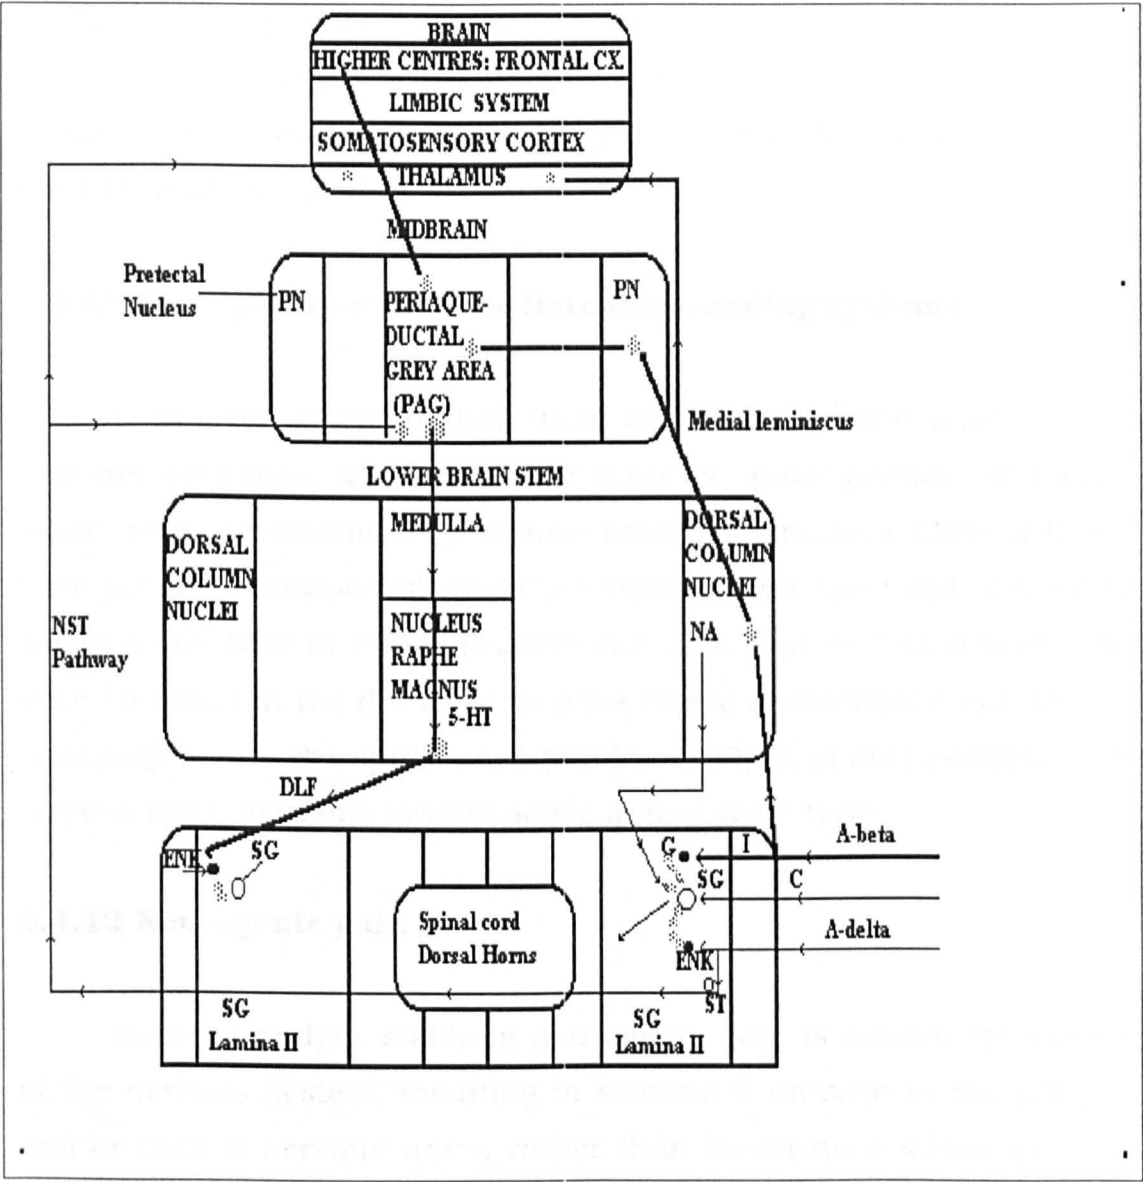 BRAIN
HIGHER CENTRES: FRONTAL CX.
LIMBIC SYSTEM
SOMATOSENSORY CORTEX
THALAMUS
MIDBRAIN
Pretectal
Nucleus
PN
PERIAQUE-
DUCTAL
GREY AREA
(PAG)
PN
Medial leminiscus
LOWER BRAIN STEM
DORSAL
COLUMN
NUCLEI
MEDULLA
NUCLEUS
RAPHE
MAGNUS
5-HT
DORSAL
COLUMN
NUCLEI
NA
NST
Pathway
DLF
ENK
SG
Spinal cord
Dorsal Horns
G
SG
I
C
A-beta
A-delta
ENK
ST
SG
Lamina II
SG
Lamina II